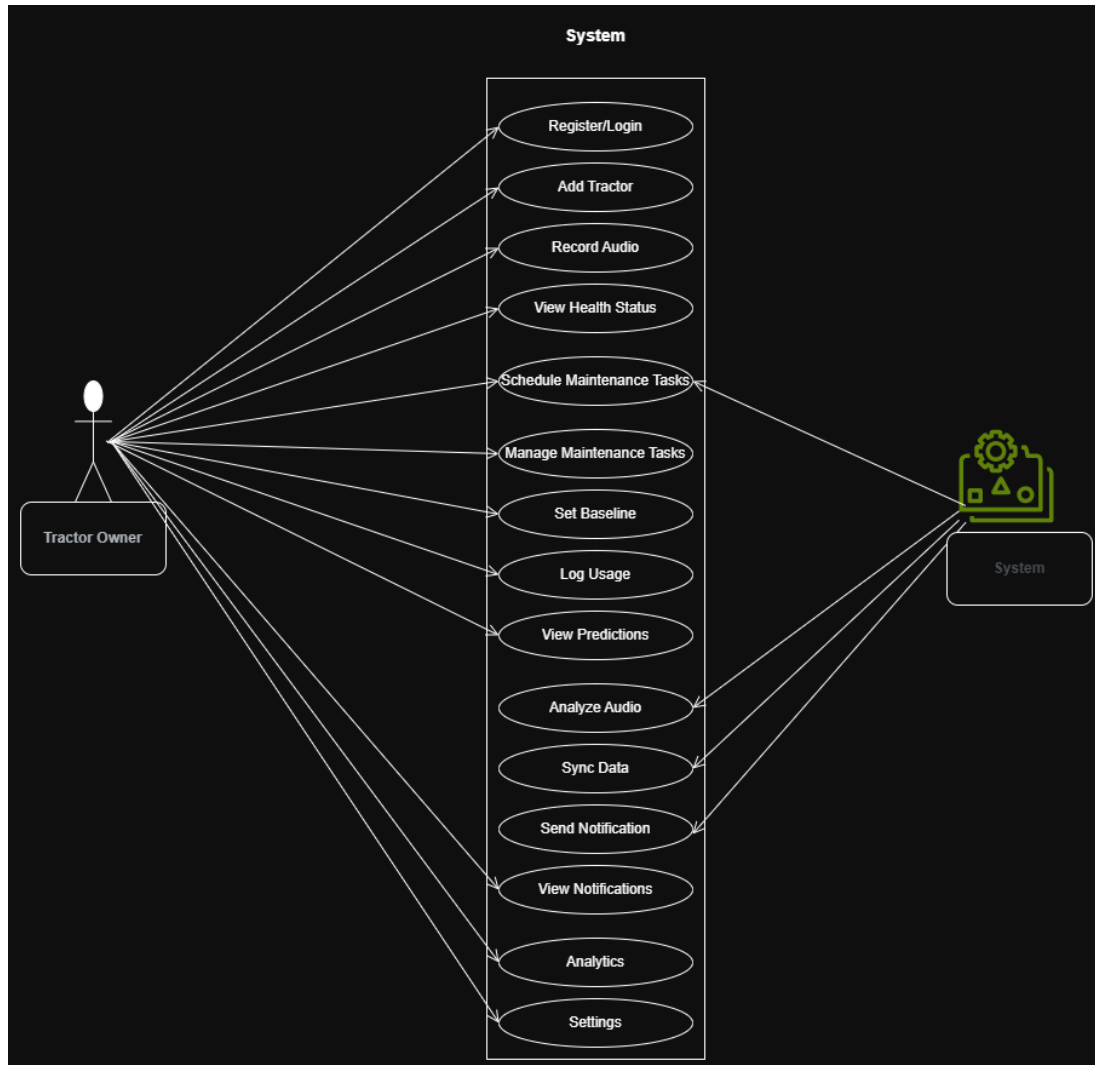 System
Register/Login
Add Tractor
Record Audio
View Health Status
Schedule Maintenance Tasks
Manage Maintenance Tasks
Set Baseline
Tractor Owner
Log Usage
System
View Predictions
Analyze Audio
Sync Data
Send Notification
View Notifications
Analytics
Settings